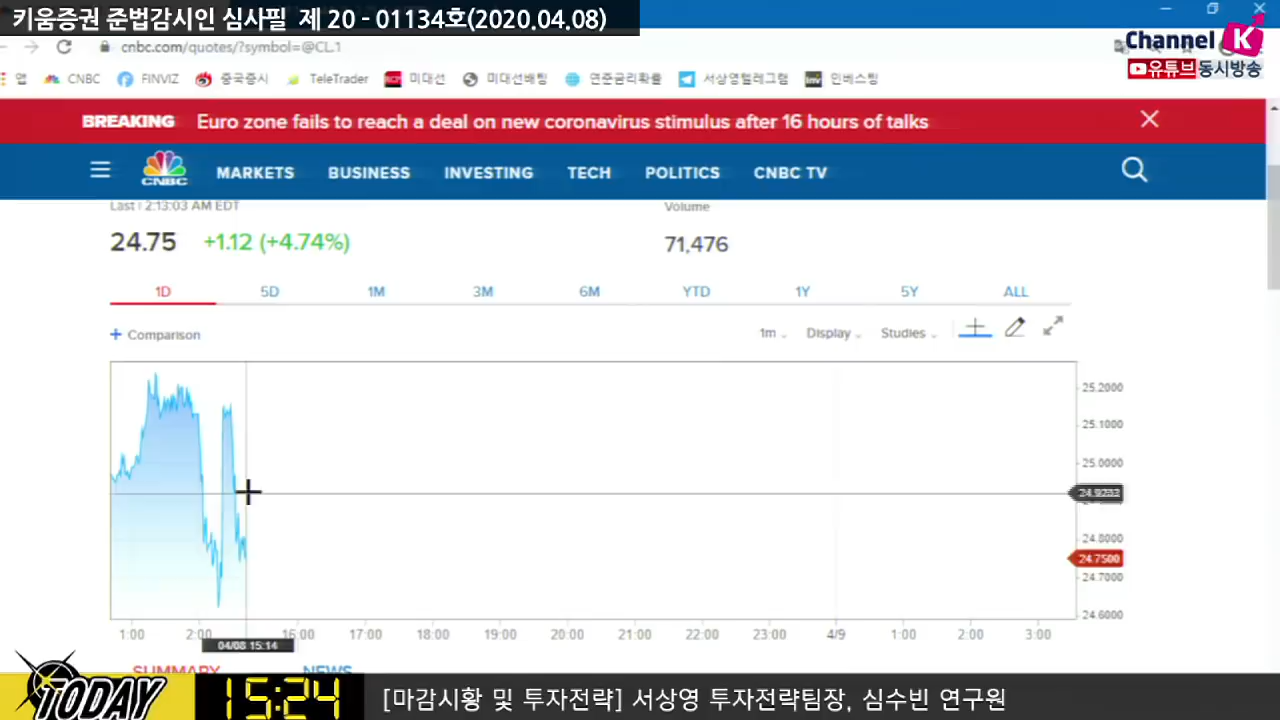 키움증권 준법감시인 심사필 제 20 - 01134호(2020.04.08)
cnbc.com/quotes/?symbol=@CL.1
Channel K
유튜브동시방송
앱 CNBC FINVIZ 중국증시 TeleTrader 미대선 미대선배팅 연준금리확률 서상영텔레그램 인베스팅
BREAKING Euro zone fails to reach a deal on new coronavirus stimulus after 16 hours of talks
CNBC MARKETS BUSINESS INVESTING TECH POLITICS CNBC TV
Last | 2:13:03 AM EDT Volume
24.75 +1.12 (+4.74%) 71,476
1D 5D 1M 3M 6M YTD 1Y 5Y ALL
+ Comparison 1m Display Studies
25.2000
25.1000
25.0000
24.9232
24.8000
24.7500
24.7000
24.6000
1:00 2:00 16:00 17:00 18:00 19:00 20:00 21:00 22:00 23:00 4/9 1:00 2:00 3:00
04/08 15:14
SUMMARY NEWS
TODAY 15:24 [마감시황 및 투자전략] 서상영 투자전략팀장, 심수빈 연구원